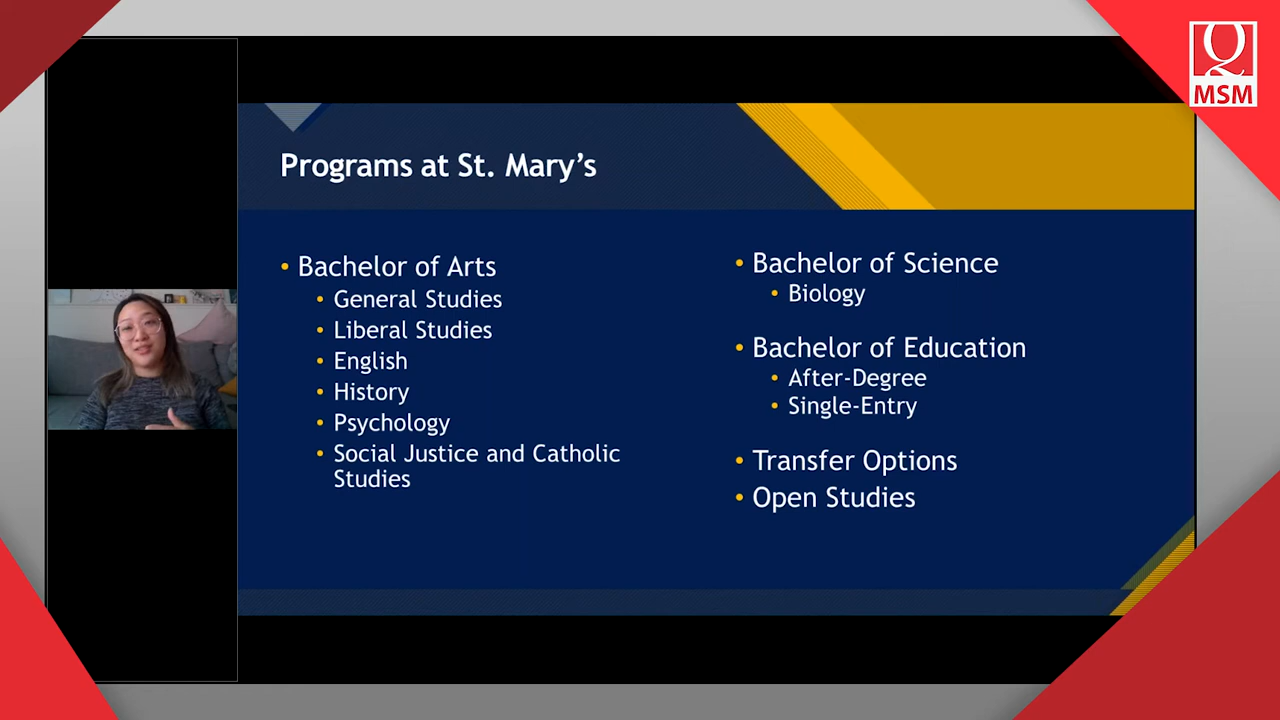 MSM
Programs at St. Mary's
• Bachelor of Arts
• General Studies
• Liberal Studies
• English
• History
• Psychology
• Social Justice and Catholic
Studies
• Bachelor of Science
• Biology
• Bachelor of Education
• After-Degree
• Single-Entry
• Transfer Options
• Open Studies